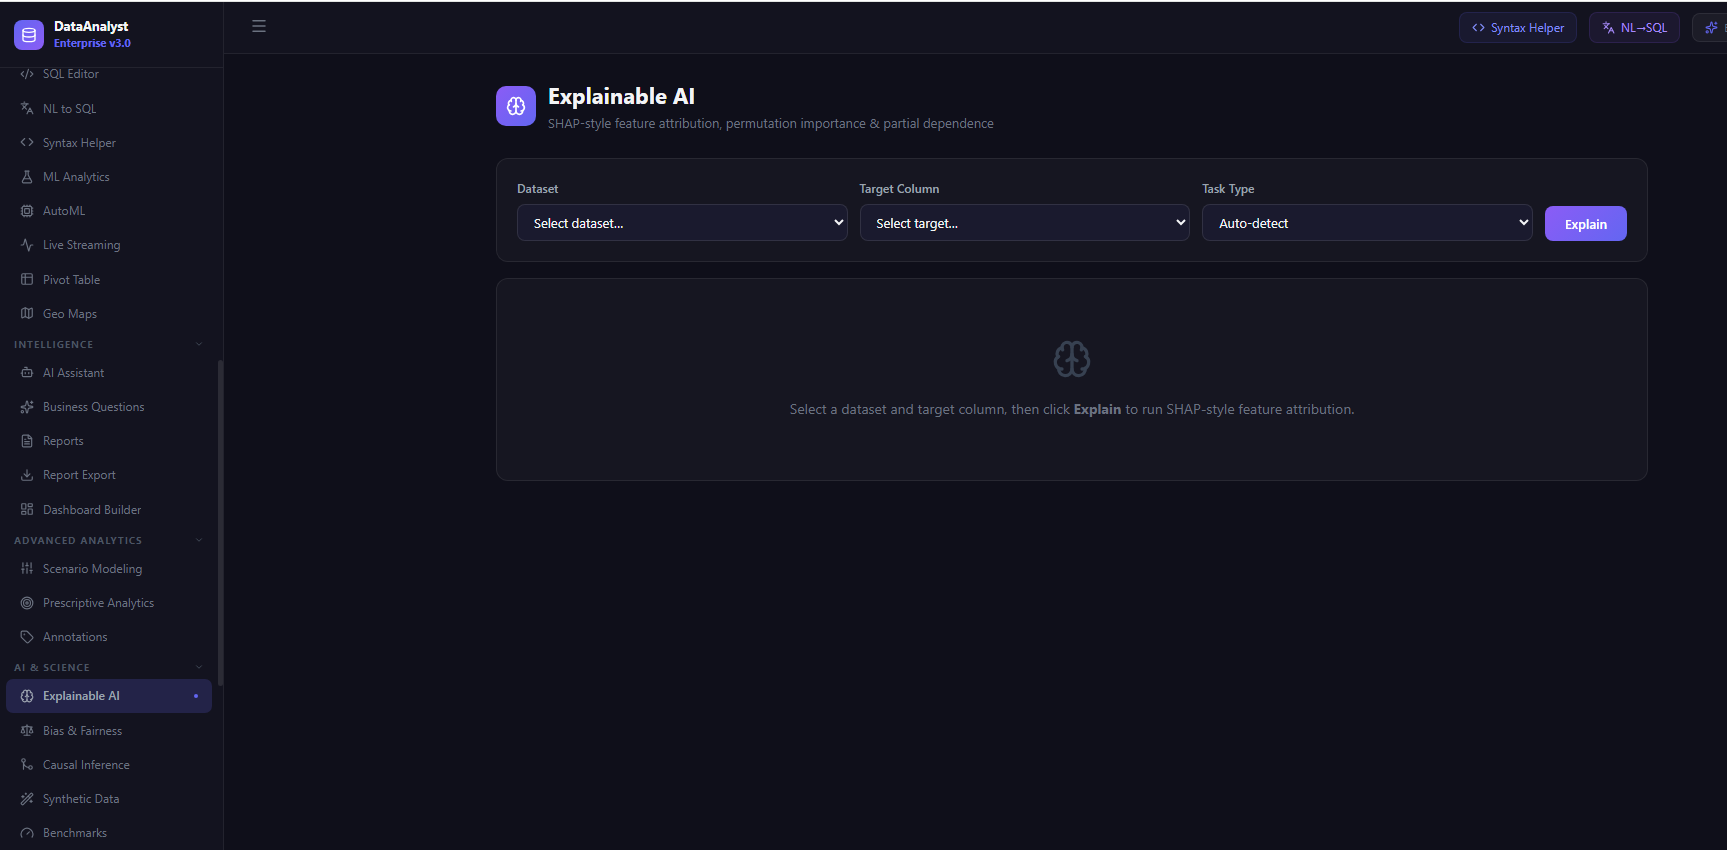 DataAnalyst
Enterprise v3.0
SQL Editor
NL to SQL
Syntax Helper
ML Analytics
AutoML
Live Streaming
Pivot Table
Geo Maps
INTELLIGENCE
AI Assistant
Business Questions
Reports
Report Export
Dashboard Builder
ADVANCED ANALYTICS
Scenario Modeling
Prescriptive Analytics
Annotations
AI & SCIENCE
Explainable AI
Bias & Fairness
Causal Inference
Synthetic Data
Benchmarks
Syntax Helper
NL→SQL
Explainable AI
SHAP-style feature attribution, permutation importance & partial dependence
Dataset
Target Column
Task Type
Select dataset...
Select target...
Auto-detect
Explain
Select a dataset and target column, then click Explain to run SHAP-style feature attribution.